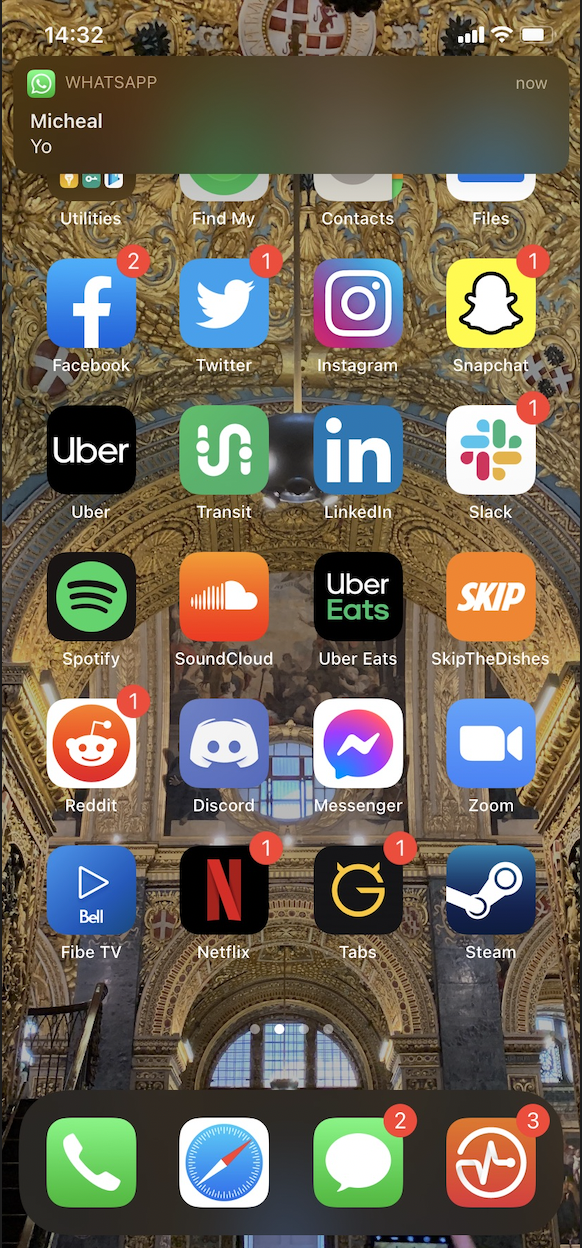 14:32
WHATSAPP now
Micheal
Yo
Utilities Find My Contacts Files
2 1 1
Facebook Twitter Instagram Snapchat
Uber in 1
Uber Transit LinkedIn Slack
Uber Eats SKIP
Spotify SoundCloud Uber Eats SkipTheDishes
1
Reddit Discord Messenger Zoom
Bell N 1 G 1
Fibe TV Netflix Tabs Steam
2 3